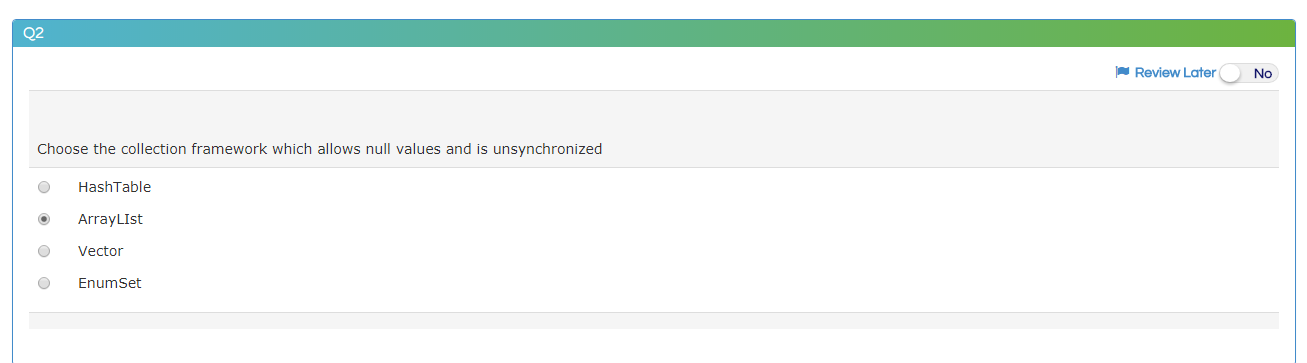 Q2
Review Later No
Choose the collection framework which allows null values and is unsynchronized
HashTable
ArrayLIst
Vector
EnumSet